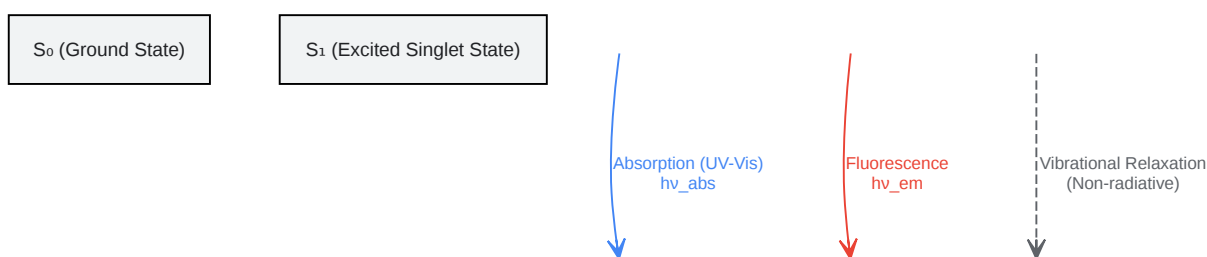 S₀ (Ground State)
S₁ (Excited Singlet State)
Absorption (UV-Vis)
hν_abs
Fluorescence
hν_em
Vibrational Relaxation
(Non-radiative)